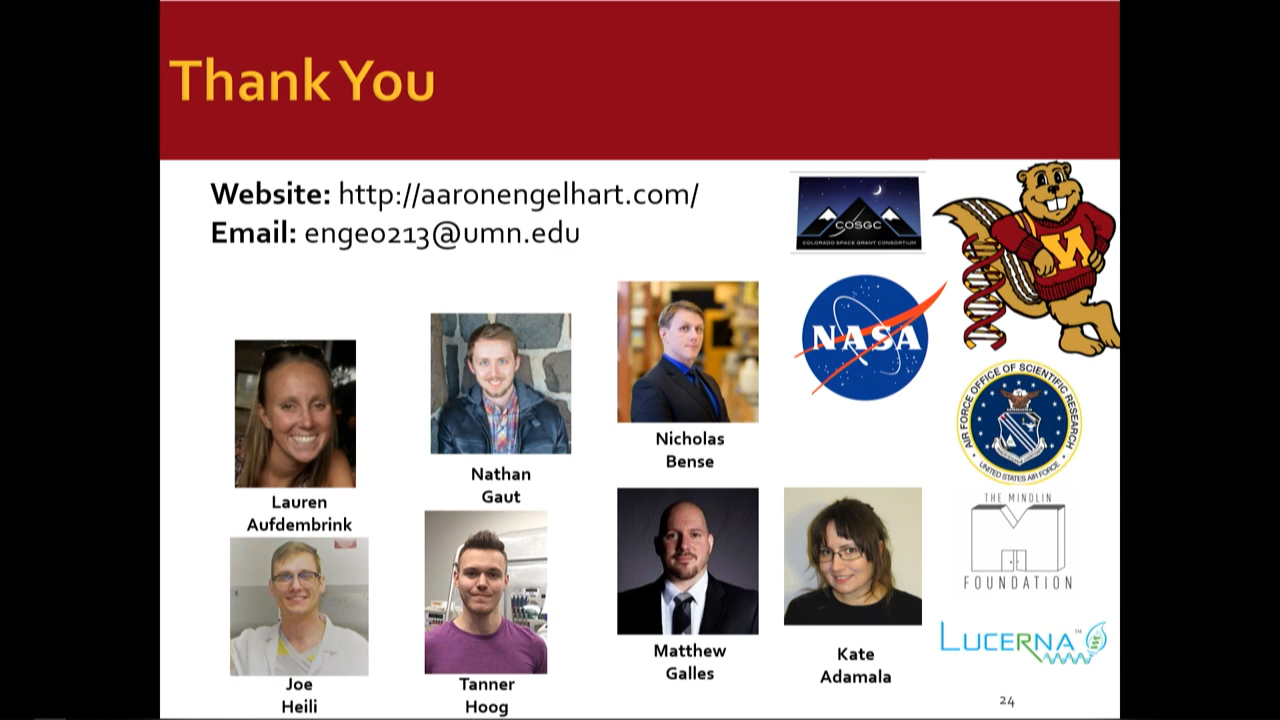 Thank You
Website: http://aaronengelhart.com/
Email: enge0213@umn.edu
COSGC
COLORADO SPACE GRANT CONSORTIUM
NASA
AIR FORCE OFFICE OF SCIENTIFIC RESEARCH
UNITED STATES AIR FORCE
THE MINDLIN
M
FOUNDATION
LUCERNA™
Lauren
Aufdembrink
Nathan
Gaut
Nicholas
Bense
Joe
Heili
Tanner
Hoog
Matthew
Galles
Kate
Adamala
24